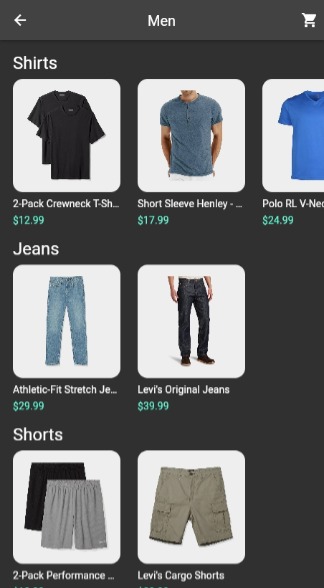 Men
Shirts
2-Pack Crewneck T-Sh...
Short Sleeve Henley - ...
Polo RL V-Nec
$12.99
$17.99
$24.99
Jeans
Athletic-Fit Stretch Je...
Levi's Original Jeans
$29.99
$39.99
Shorts
2-Pack Performance ...
Levi's Cargo Shorts